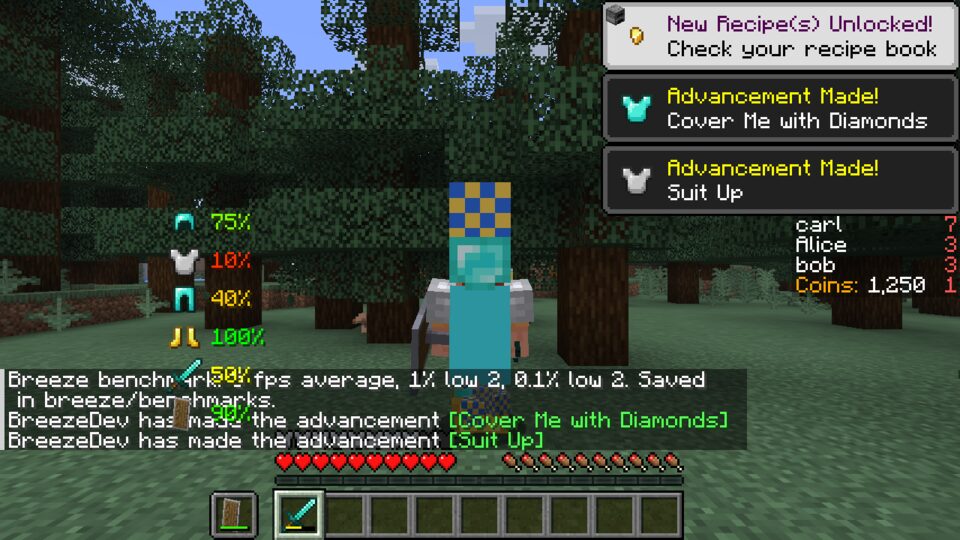 New Recipe(s) Unlocked!
Check your recipe book
Advancement Made!
Cover Me with Diamonds
Advancement Made!
Suit Up
carl 7
Alice 3
bob 3
Coins: 1,250 1
75%
10%
40%
100%
50%
90%
Breeze benchmark: fps average, 1% low 2, 0.1% low 2. Saved
in breeze/benchmarks.
BreezeDev has made the advancement [Cover Me with Diamonds]
BreezeDev has made the advancement [Suit Up]